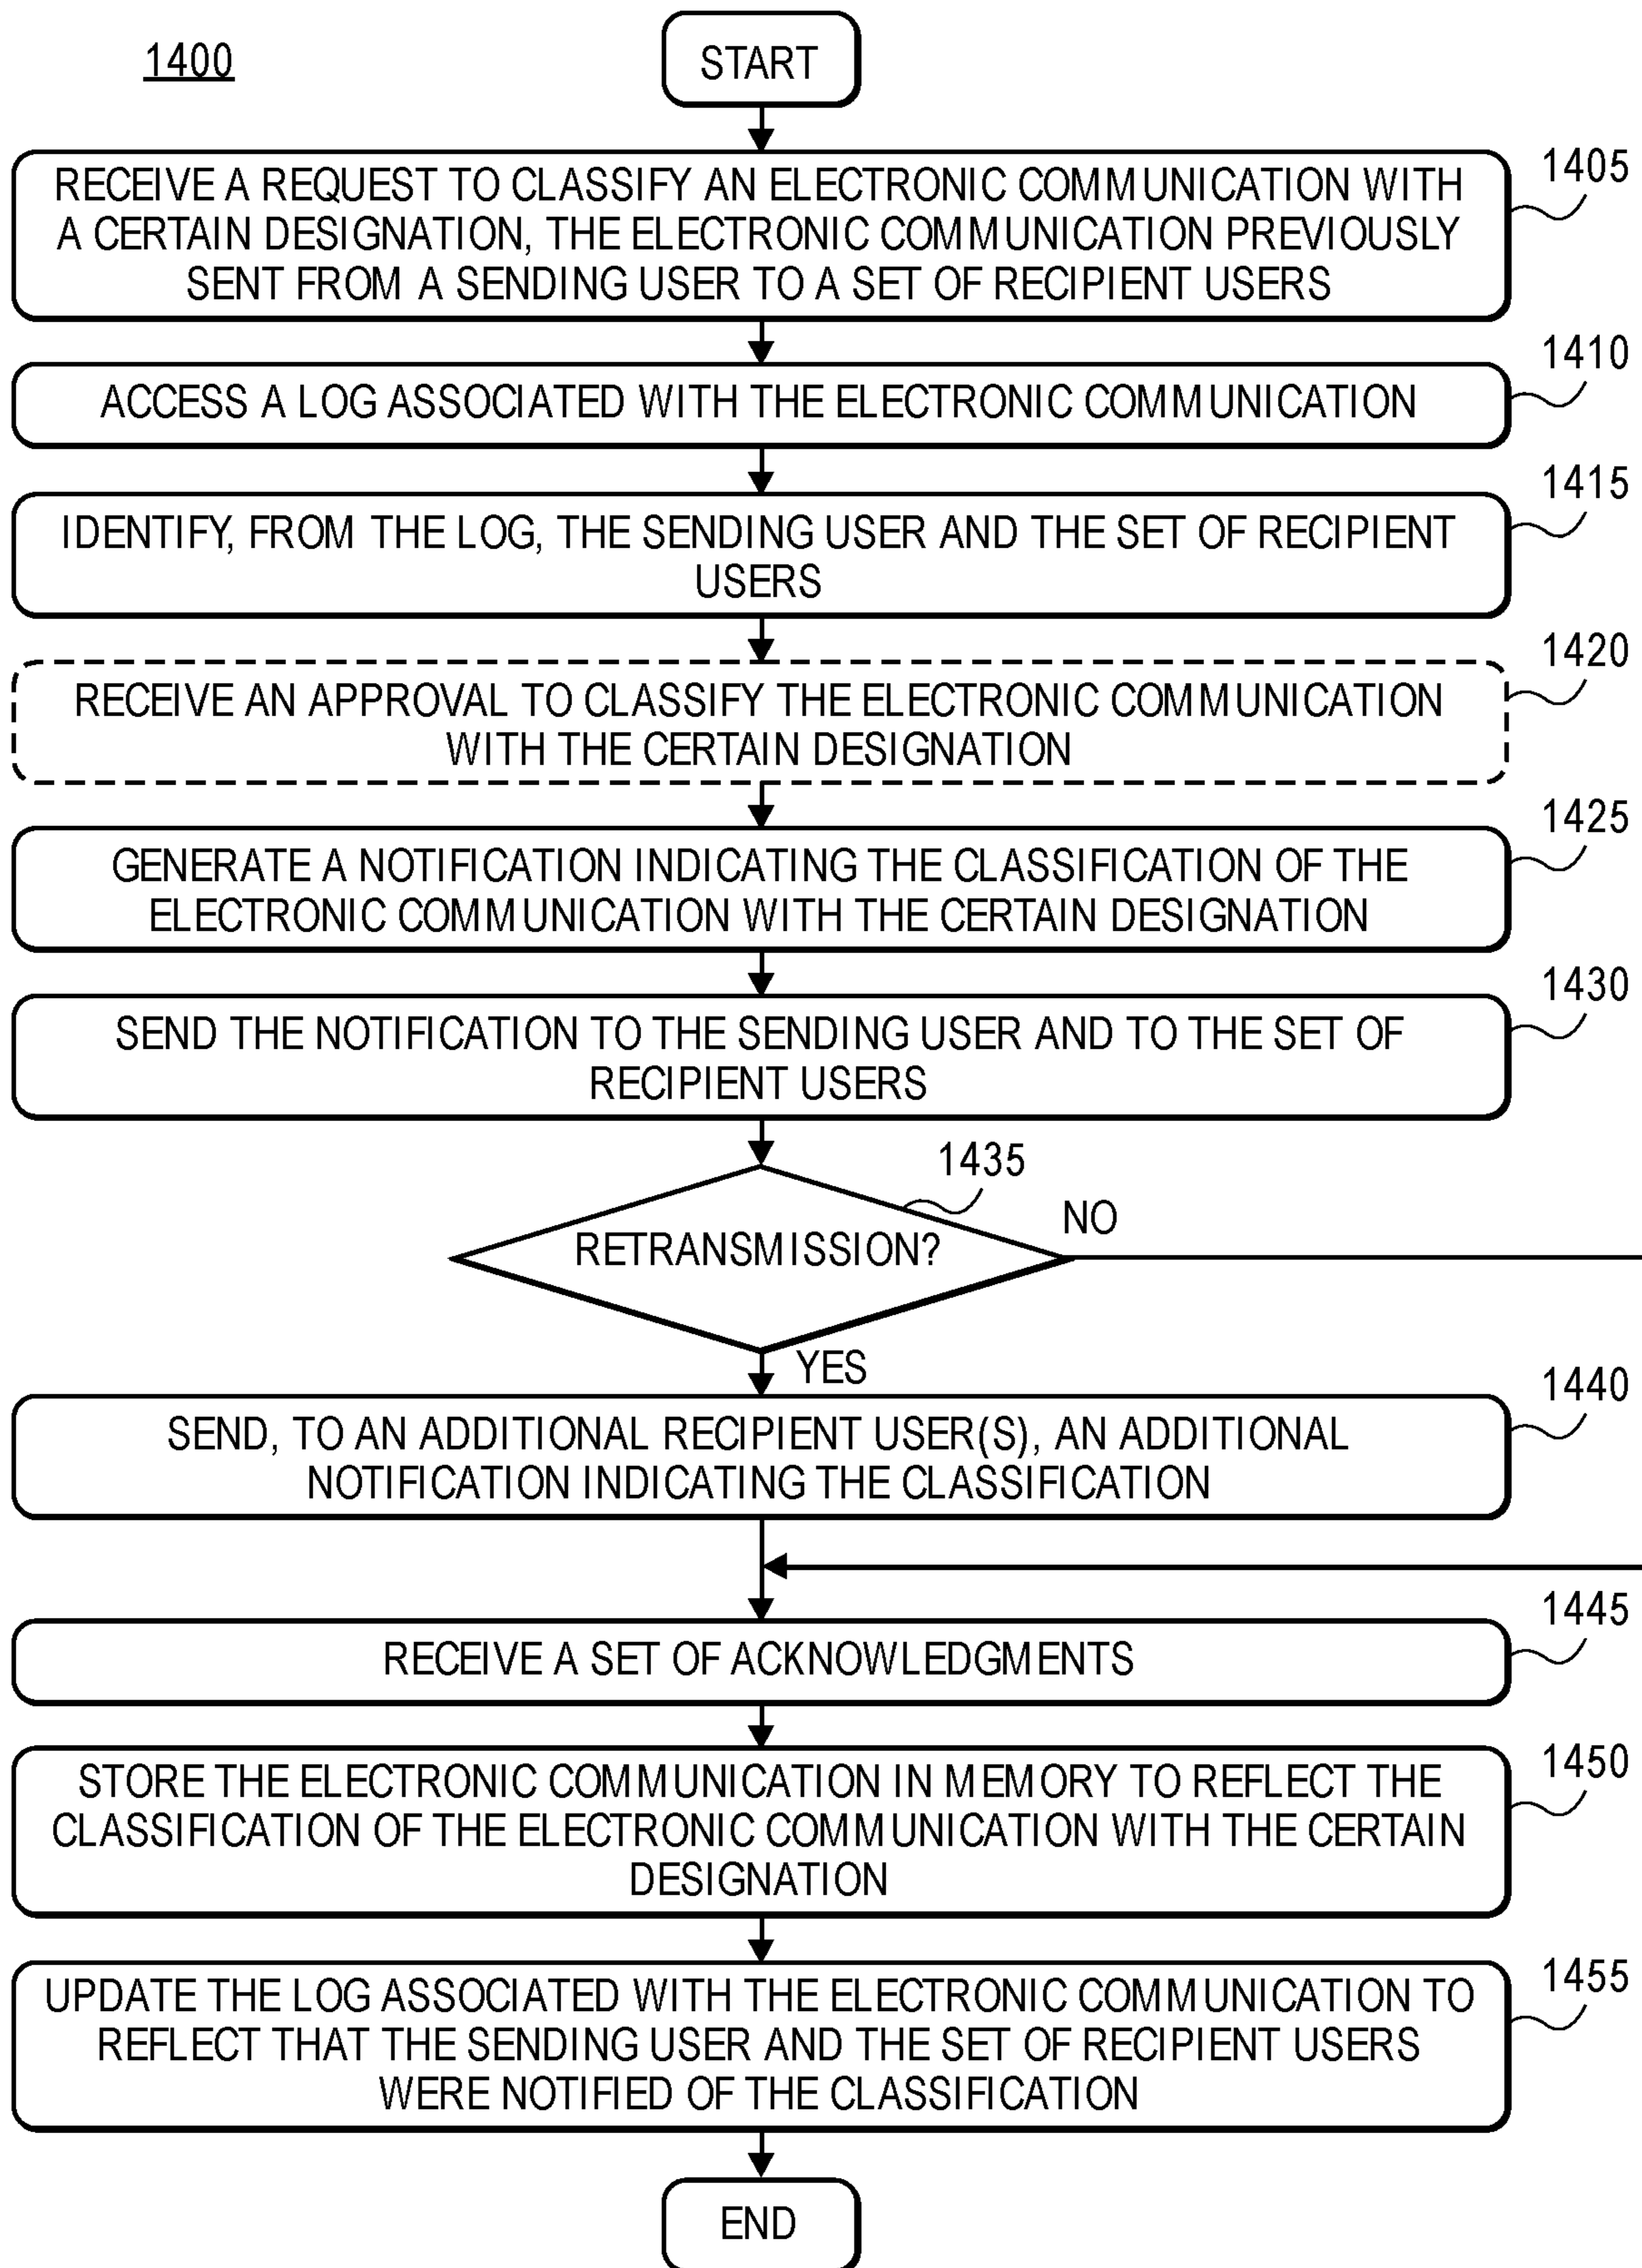 1400
START
1405
RECEIVE A REQUEST TO CLASSIFY AN ELECTRONIC COMMUNICATION WITH
A CERTAIN DESIGNATION, THE ELECTRONIC COMMUNICATION PREVIOUSLY
SENT FROM A SENDING USER TO A SET OF RECIPIENT USERS
1410
ACCESS A LOG ASSOCIATED WITH THE ELECTRONIC COMMUNICATION
1415
IDENTIFY, FROM THE LOG, THE SENDING USER AND THE SET OF RECIPIENT
USERS
1420
RECEIVE AN APPROVAL TO CLASSIFY THE ELECTRONIC COMMUNICATION
WITH THE CERTAIN DESIGNATION
1425
GENERATE A NOTIFICATION INDICATING THE CLASSIFICATION OF THE
ELECTRONIC COMMUNICATION WITH THE CERTAIN DESIGNATION
1430
SEND THE NOTIFICATION TO THE SENDING USER AND TO THE SET OF
RECIPIENT USERS
1435
NO
RETRANSMISSION?
YES
1440
SEND, TO AN ADDITIONAL RECIPIENT USER(S), AN ADDITIONAL
NOTIFICATION INDICATING THE CLASSIFICATION
1445
RECEIVE A SET OF ACKNOWLEDGMENTS
1450
STORE THE ELECTRONIC COMMUNICATION IN MEMORY TO REFLECT THE
CLASSIFICATION OF THE ELECTRONIC COMMUNICATION WITH THE CERTAIN
DESIGNATION
1455
UPDATE THE LOG ASSOCIATED WITH THE ELECTRONIC COMMUNICATION TO
REFLECT THAT THE SENDING USER AND THE SET OF RECIPIENT USERS
WERE NOTIFIED OF THE CLASSIFICATION
END